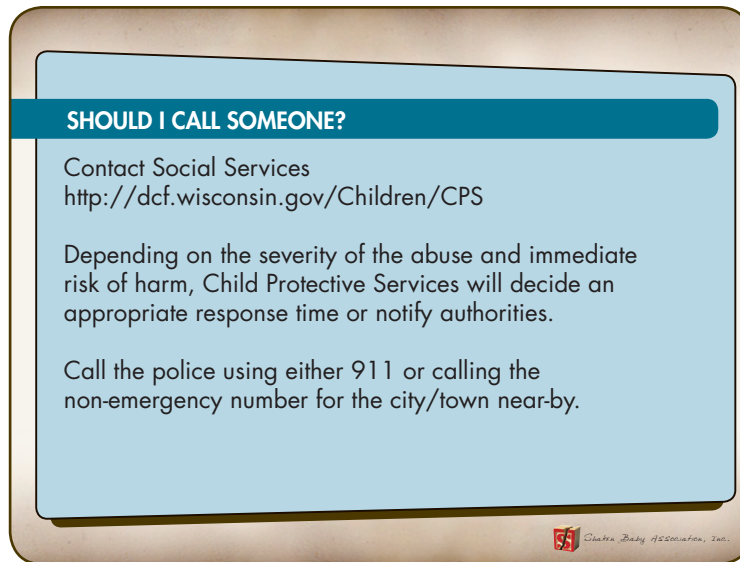 SHOULD I CALL SOMEONE?
Contact Social Services
http://dcf.wisconsin.gov/Children/CPS
Depending on the severity of the abuse and immediate
risk of harm, Child Protective Services will decide an
appropriate response time or notify authorities.
Call the police using either 911 or calling the
non-emergency number for the city/town near-by.
Shaken Baby Association, Inc.